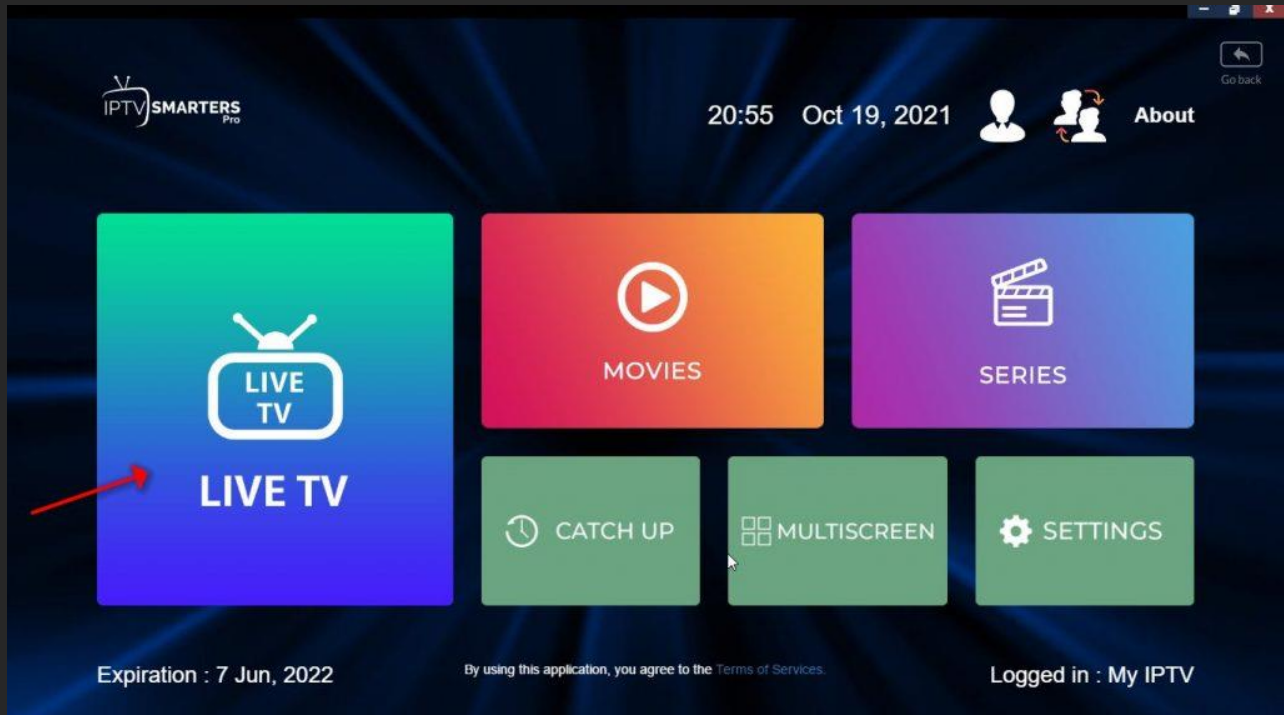 – x
Go back
IPTV SMARTERS
Pro
20:55 Oct 19, 2021 About
LIVE
TV
LIVE TV
MOVIES
SERIES
CATCH UP
MULTISCREEN
SETTINGS
Expiration : 7 Jun, 2022
By using this application, you agree to the Terms of Services.
Logged in : My IPTV